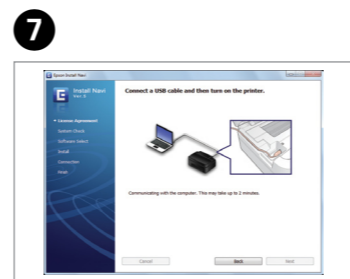 7
Epson Install Navi
Install Navi
Connect a USB cable and then turn on the printer.
License Agreement
System Check
Software Select
Install
Connection
Communicating with the computer. This may take up to 2 minutes.
Cancel
Back
Next